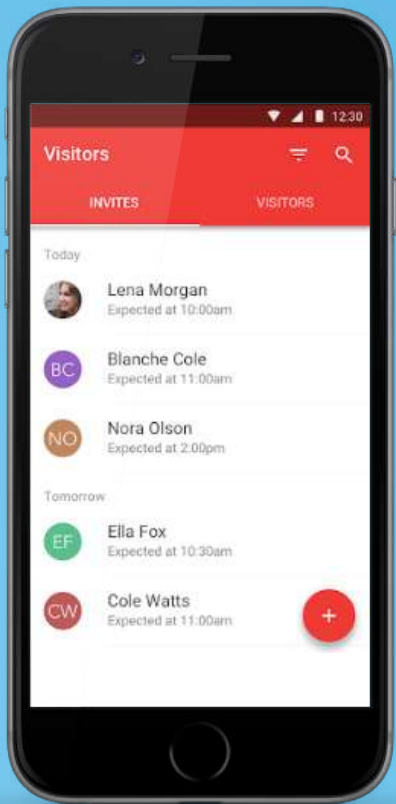 12:30
Visitors
INVITES VISITORS
Today
Lena Morgan
Expected at 10:00am
BC
Blanche Cole
Expected at 11:00am
NO
Nora Olson
Expected at 2:00pm
Tomorrow
EF
Ella Fox
Expected at 10:30am
CW
Cole Watts
Expected at 11:00am
+